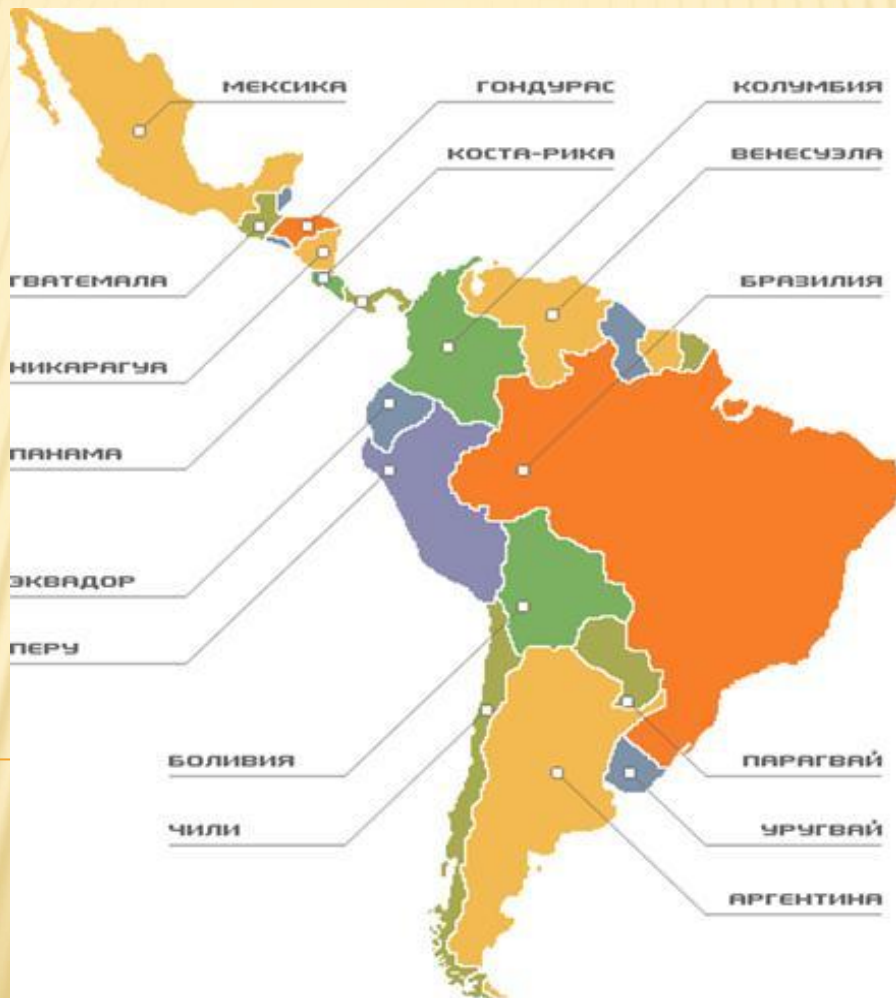 МЕКСИКА
ГОНДУРАС
КОЛУМБИЯ
КОСТА-РИКА
ВЕНЕСУЭЛА
ГВАТЕМАЛА
БРАЗИЛИЯ
НИКАРАГУА
ПАНАМА
ЭКВАДОР
ПЕРУ
БОЛИВИЯ
ПАРАГВАЙ
ЧИЛИ
УРУГВАЙ
АРГЕНТИНА